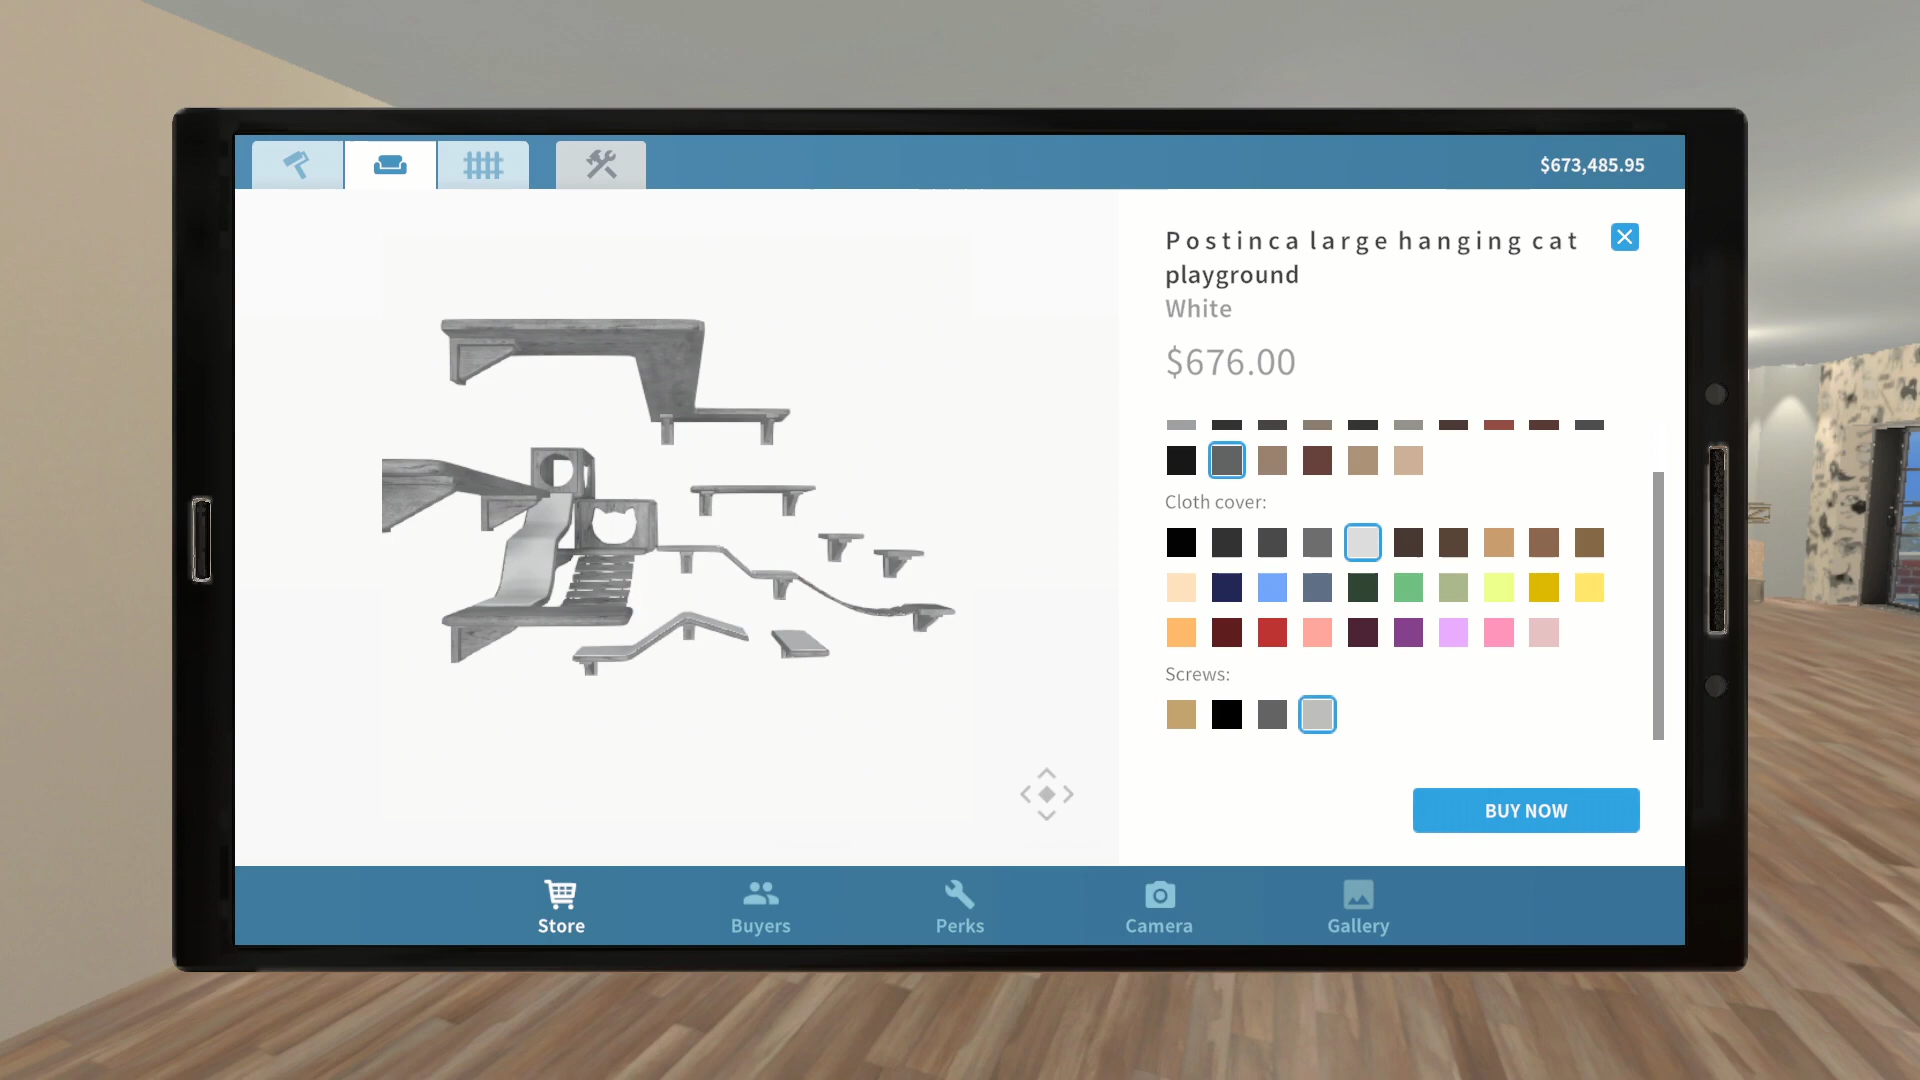 $673,485.95
Postinca large hanging cat
playground
White
$676.00
Cloth cover:
Screws:
BUY NOW
Store
Buyers
Perks
Camera
Gallery